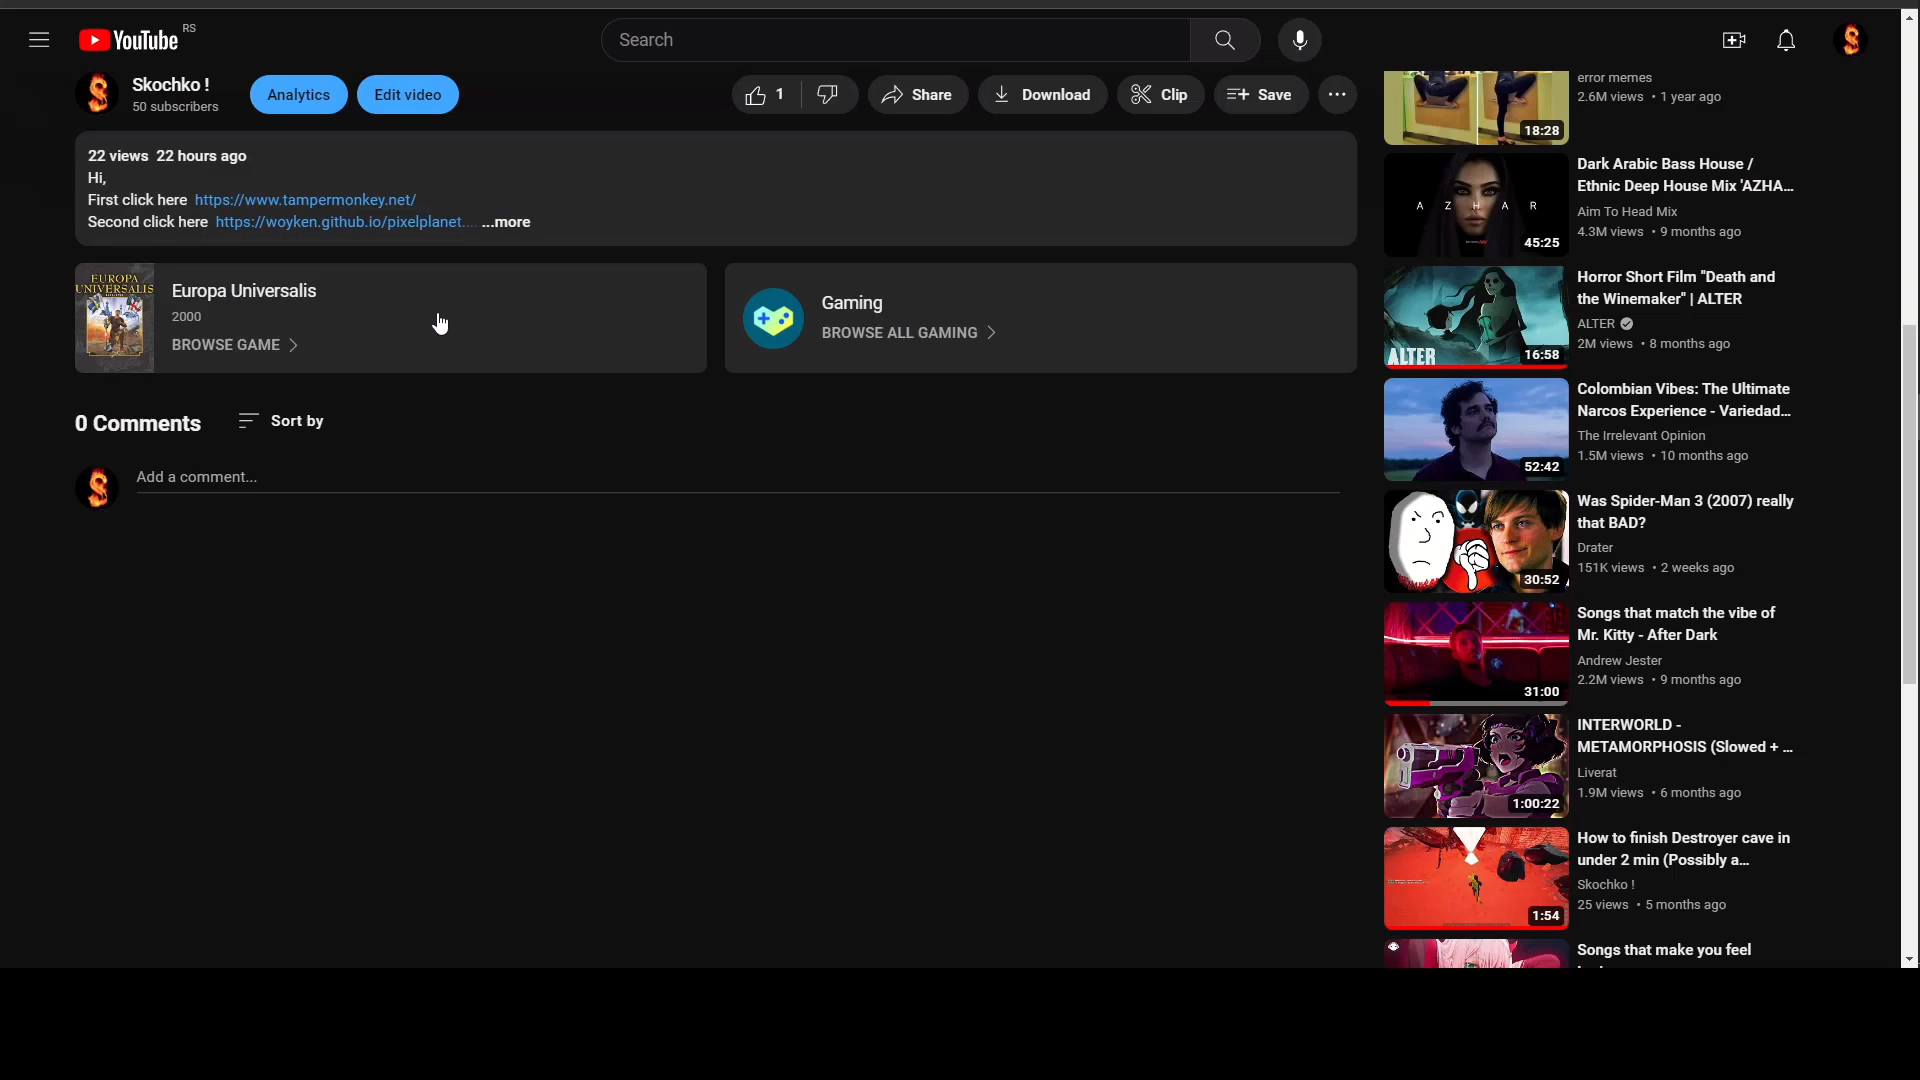 YouTube RS
Search
Skochko !
50 subscribers
Analytics
Edit video
1
Share
Download
Clip
Save
22 views 22 hours ago
Hi,
First click here https://www.tampermonkey.net/
Second click here https://woyken.github.io/pixelplanet.... ...more
EUROPA
UNIVERSALIS
Europa Universalis
2000
BROWSE GAME
Gaming
BROWSE ALL GAMING
0 Comments
Sort by
Add a comment...
error memes
2.6M views • 1 year ago
18:28
Dark Arabic Bass House /
Ethnic Deep House Mix 'AZHA...
Aim To Head Mix
4.3M views • 9 months ago
A Z H A R
45:25
Horror Short Film "Death and
the Winemaker" | ALTER
ALTER
2M views • 8 months ago
ALTER
16:58
Colombian Vibes: The Ultimate
Narcos Experience - Variedad...
The Irrelevant Opinion
1.5M views • 10 months ago
52:42
Was Spider-Man 3 (2007) really
that BAD?
Drater
151K views • 2 weeks ago
30:52
Songs that match the vibe of
Mr. Kitty - After Dark
Andrew Jester
2.2M views • 9 months ago
31:00
INTERWORLD -
METAMORPHOSIS (Slowed + ...
Liverat
1.9M views • 6 months ago
1:00:22
How to finish Destroyer cave in
under 2 min (Possibly a...
Skochko !
25 views • 5 months ago
1:54
Songs that make you feel